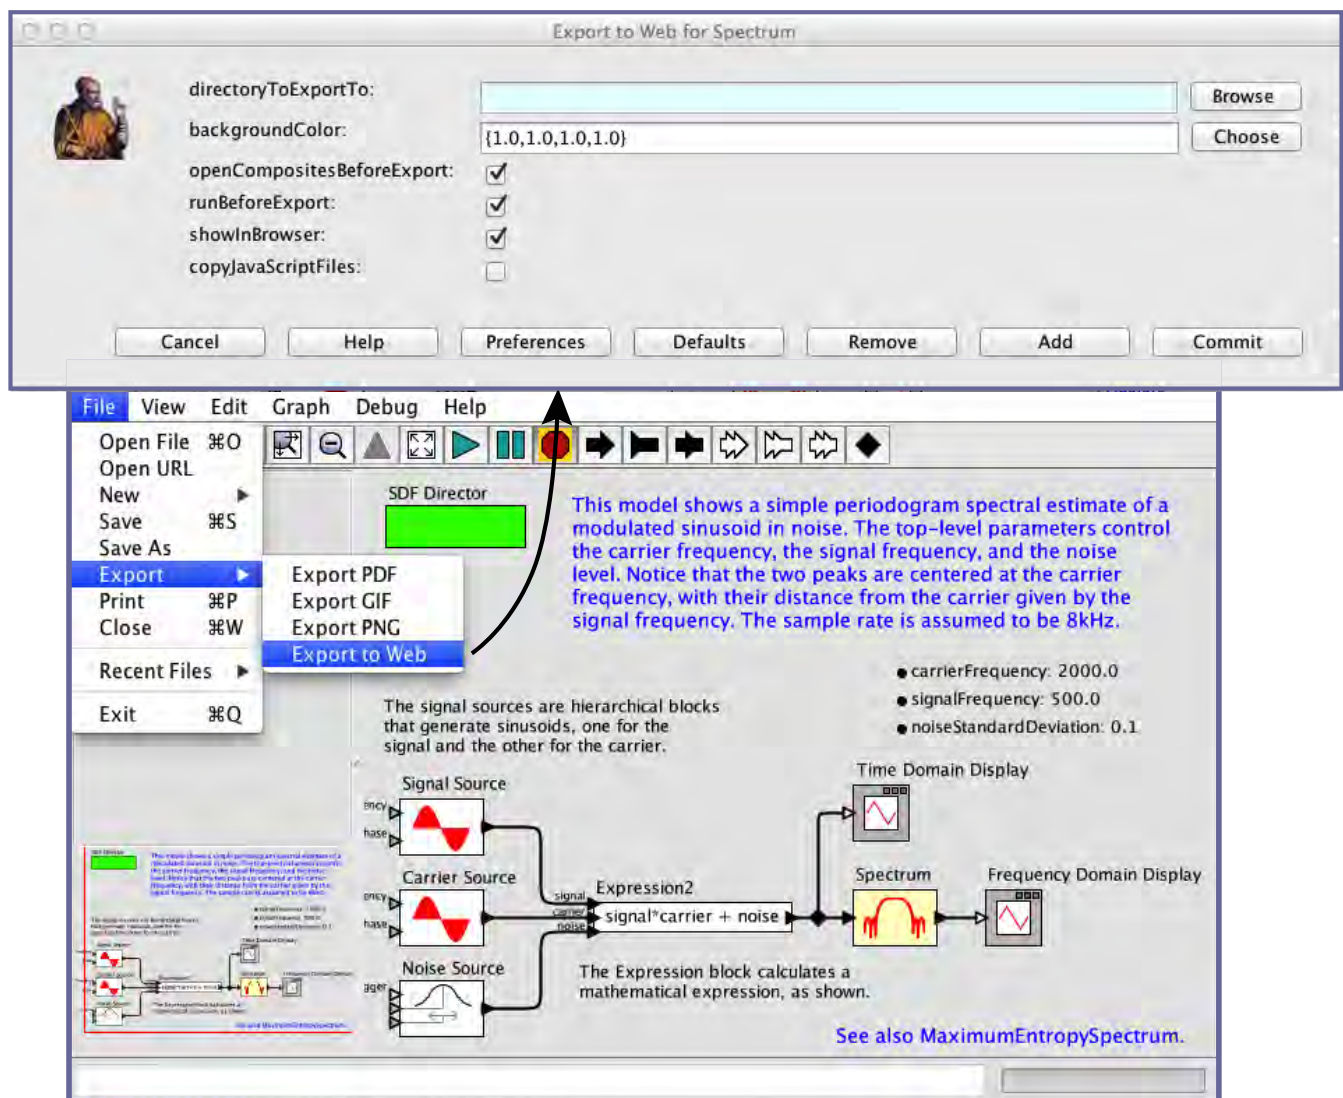 Export to Web for Spectrum
directoryToExportTo:
Browse
backgroundColor:
{1.0,1.0,1.0,1.0}
Choose
openCompositesBeforeExport:
runBeforeExport:
showInBrowser:
copyJavaScriptFiles:
Cancel Help Preferences Defaults Remove Add Commit
File View Edit Graph Debug Help
Open File ⌘O
Open URL
New
Save ⌘S
Save As
Export
Print ⌘P
Close ⌘W
Recent Files
Exit ⌘Q
Export PDF
Export GIF
Export PNG
Export to Web
SDF Director
This model shows a simple periodogram spectral estimate of a
modulated sinusoid in noise. The top-level parameters control
the carrier frequency, the signal frequency, and the noise
level. Notice that the two peaks are centered at the carrier
frequency, with their distance from the carrier given by the
signal frequency. The sample rate is assumed to be 8kHz.
carrierFrequency: 2000.0
signalFrequency: 500.0
noiseStandardDeviation: 0.1
The signal sources are hierarchical blocks
that generate sinusoids, one for the
signal and the other for the carrier.
Time Domain Display
Signal Source
ency
hase
Carrier Source
ency
hase
Expression2
signal
carrier
noise
signal*carrier + noise
Spectrum
Frequency Domain Display
Noise Source
gger
The Expression block calculates a
mathematical expression, as shown.
See also MaximumEntropySpectrum.